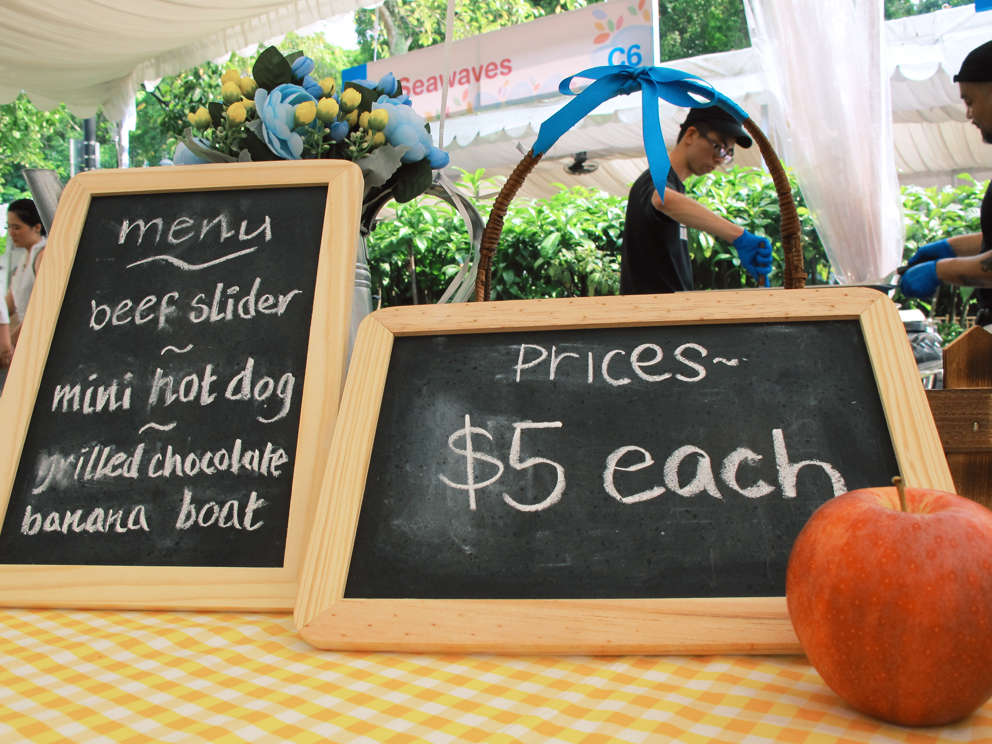 Seawaves
C6
menu
beef slider
~
mini hot dog
~
grilled chocolate
banana boat
Prices~
$5 each